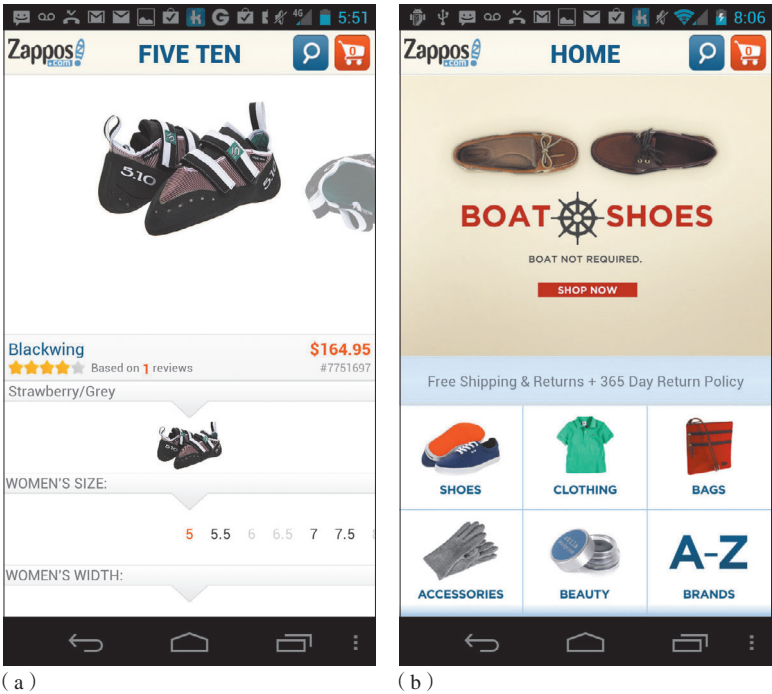 5:51
Zappos
.com
FIVE TEN
0
5.10
5.10
Blackwing
$164.95
Based on 1 reviews
#7751697
Strawberry/Grey
WOMEN'S SIZE:
5 5.5 6 6.5 7 7.5
WOMEN'S WIDTH:
(a)
8:06
Zappos
.com
HOME
0
BOAT SHOES
BOAT NOT REQUIRED.
SHOP NOW
Free Shipping & Returns + 365 Day Return Policy
SHOES
CLOTHING
BAGS
A-Z
ACCESSORIES
BEAUTY
BRANDS
(b)